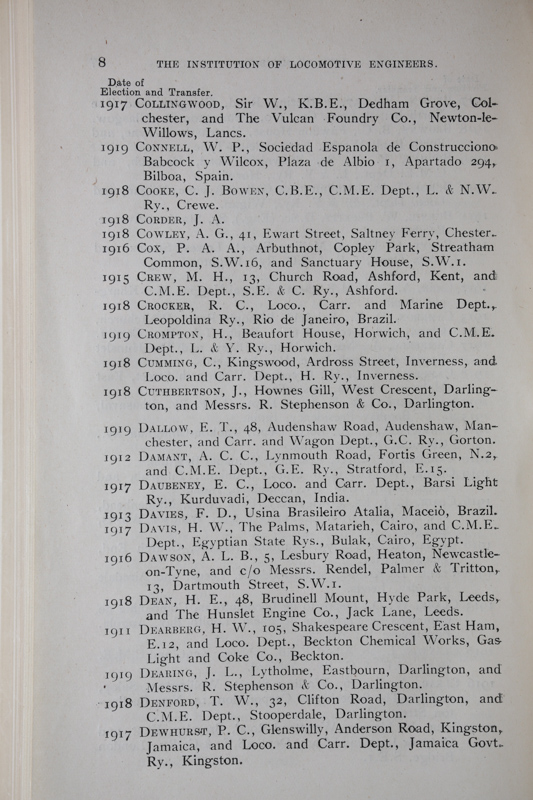 8 THE INSTITUTION OF LOCOMOTIVE ENGINEERS.
Date of
Election and Transfer.
1917 COLLINGWOOD, Sir W., K.B.E., Dedham Grove, Col-
chester, and The Vulcan Foundry Co., Newton-le-
Willows, Lancs.
1919 CONNELL, W. P., Sociedad Espanola de Construcciono
Babcock y Wilcox, Plaza de Albio 1, Apartado 294,
Bilboa, Spain.
1918 COOKE, C. J. BOWEN, C.B.E., C.M.E. Dept., L. & N.W.
Ry., Crewe.
1918 CORDER, J. A.
1918 COWLEY, A. G., 41, Ewart Street, Saltney Ferry, Chester.
1916 COX, P. A. A., Arbuthnot, Copley Park, Streatham
Common, S.W.16, and Sanctuary House, S.W.1.
1915 CREW, M. H., 13, Church Road, Ashford, Kent, and
C.M.E. Dept., S.E. & C. Ry., Ashford.
1918 CROCKER, R. C., Loco., Carr. and Marine Dept.,
Leopoldina Ry., Rio de Janeiro, Brazil.
1919 CROMPTON, H., Beaufort House, Horwich, and C.M.E.
Dept., L. & Y. Ry., Horwich.
1918 CUMMING, C., Kingswood, Ardross Street, Inverness, and
Loco. and Carr. Dept., H. Ry., Inverness.
1918 CUTHBERTSON, J., Hownes Gill, West Crescent, Darling-
ton, and Messrs. R. Stephenson & Co., Darlington.
1919 DALLOW, E. T., 48, Audenshaw Road, Audenshaw, Man-
chester, and Carr. and Wagon Dept., G.C. Ry., Gorton.
1912 DAMANT, A. C. C., Lynmouth Road, Fortis Green, N.2,
and C.M.E. Dept., G.E. Ry., Stratford, E.15.
1917 DAUBENEY, E. C., Loco. and Carr. Dept., Barsi Light
Ry., Kurduvadi, Deccan, India.
1913 DAVIES, F. D., Usina Brasileiro Atalia, Maceiò, Brazil.
1917 DAVIS, H. W., The Palms, Matarieh, Cairo, and C.M.E.
Dept., Egyptian State Rys., Bulak, Cairo, Egypt.
1916 DAWSON, A. L. B., 5, Lesbury Road, Heaton, Newcastle-
on-Tyne, and c/o Messrs. Rendel, Palmer & Tritton,
13, Dartmouth Street, S.W.1.
1918 DEAN, H. E., 48, Brudinell Mount, Hyde Park, Leeds,
and The Hunslet Engine Co., Jack Lane, Leeds.
1911 DEARBERG, H. W., 105, Shakespeare Crescent, East Ham,
E.12, and Loco. Dept., Beckton Chemical Works, Gas
Light and Coke Co., Beckton.
1919 DEARING, J. L., Lytholme, Eastbourn, Darlington, and
Messrs. R. Stephenson & Co., Darlington.
1918 DENFORD, T. W., 32, Clifton Road, Darlington, and
C.M.E. Dept., Stooperdale, Darlington.
1917 DEWHURST, P. C., Glenswilly, Anderson Road, Kingston,
Jamaica, and Loco. and Carr. Dept., Jamaica Govt.
Ry., Kingston.